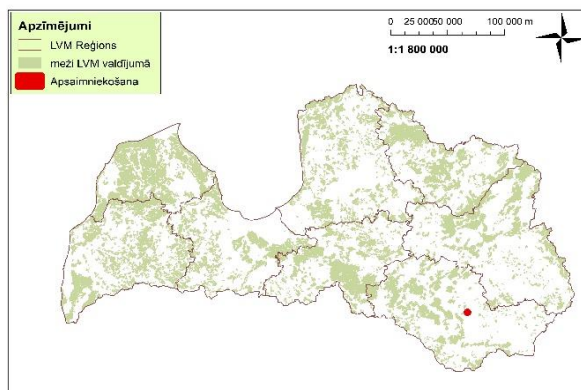 Apzīmējumi
LVM Reģions
meži LVM valdījumā
Apsaimniekošana
0 25 00050 000 100 000 m
1:1 800 000